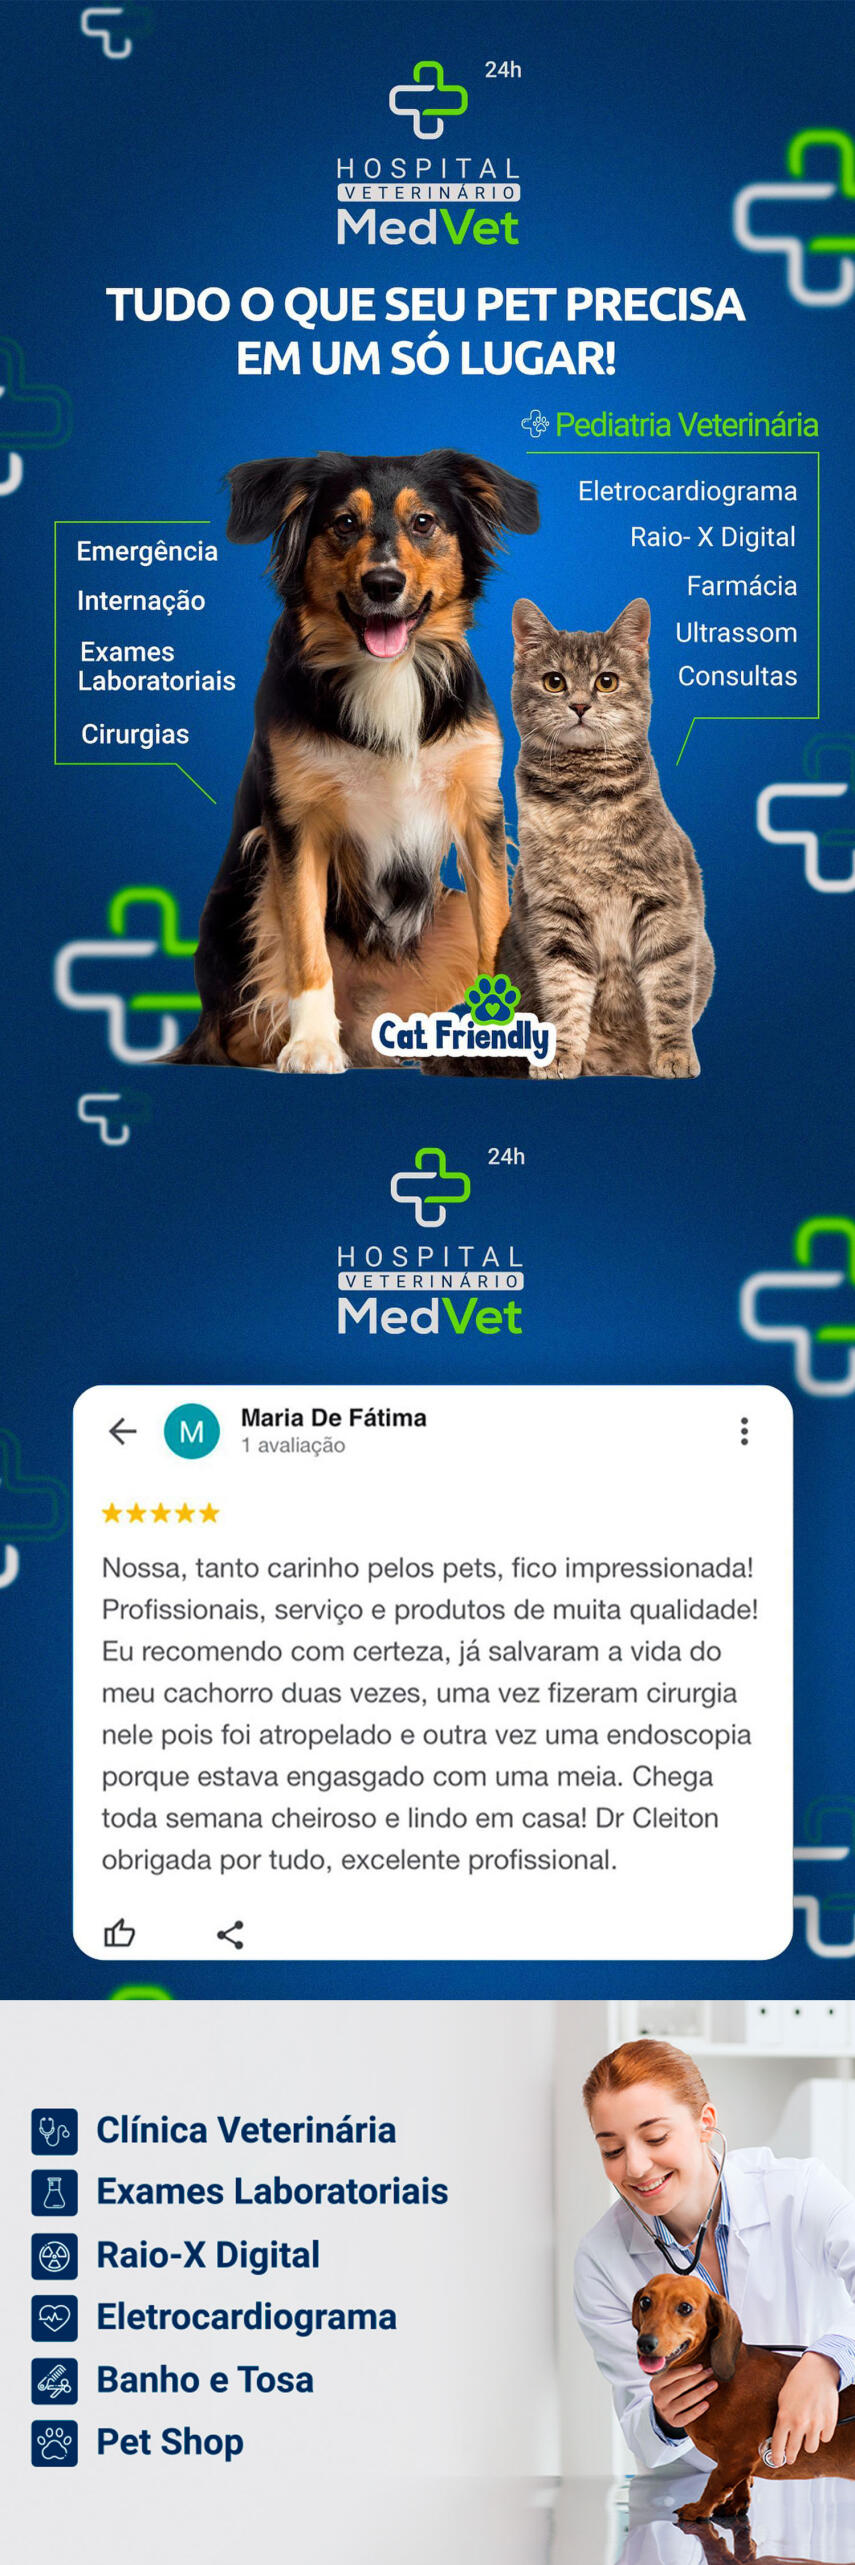 24h
HOSPITAL
VETERINÁRIO
MedVet
TUDO O QUE SEU PET PRECISA
EM UM SÓ LUGAR!
Pediatria Veterinária
Eletrocardiograma
Raio- X Digital
Farmácia
Ultrassom
Consultas
Emergência
Internação
Exames
Laboratoriais
Cirurgias
Cat Friendly
24h
HOSPITAL
VETERINÁRIO
MedVet
M
Maria De Fátima
1 avaliação
Nossa, tanto carinho pelos pets, fico impressionada!
Profissionais, serviço e produtos de muita qualidade!
Eu recomendo com certeza, já salvaram a vida do
meu cachorro duas vezes, uma vez fizeram cirurgia
nele pois foi atropelado e outra vez uma endoscopia
porque estava engasgado com uma meia. Chega
toda semana cheiroso e lindo em casa! Dr Cleiton
obrigada por tudo, excelente profissional.
Clínica Veterinária
Exames Laboratoriais
Raio-X Digital
Eletrocardiograma
Banho e Tosa
Pet Shop